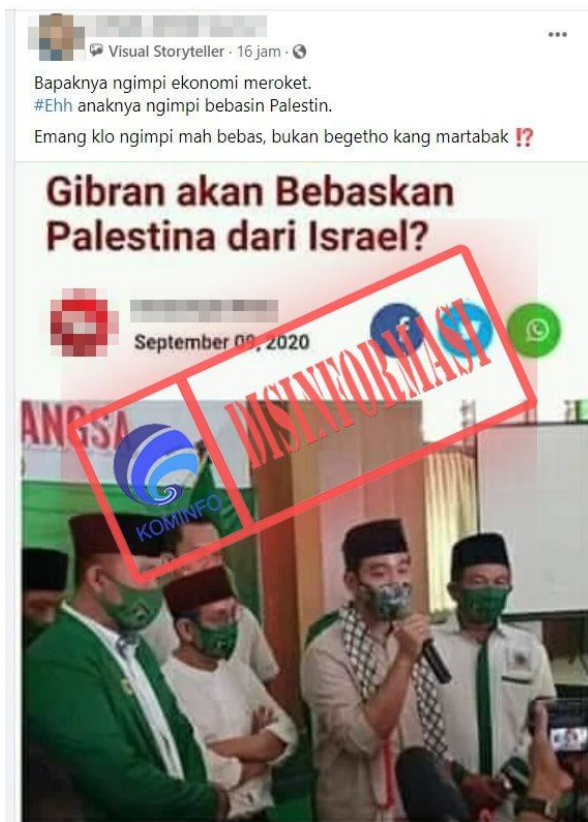 Visual Storyteller · 16 jam ·
Bapaknya ngimpi ekonomi meroket.
#Ehh anaknya ngimpi bebasin Palestin.
Emang klo ngimpi mah bebas, bukan begetho kang martabak ⁉️
Gibran akan Bebaskan
Palestina dari Israel?
September 09, 2020
DISINFORMASI
KOMINFO
ANGSA